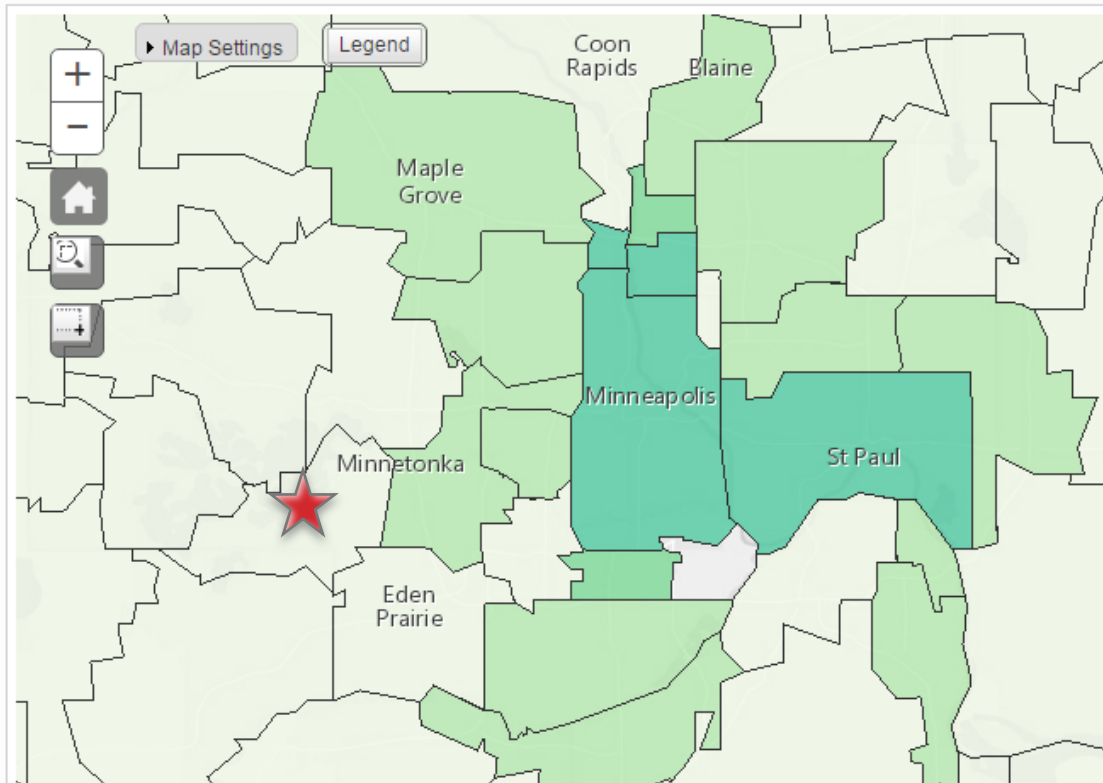 Map Settings
Legend
Coon
Rapids
Blaine
Maple
Grove
Minneapolis
Minnetonka
St Paul
Eden
Prairie